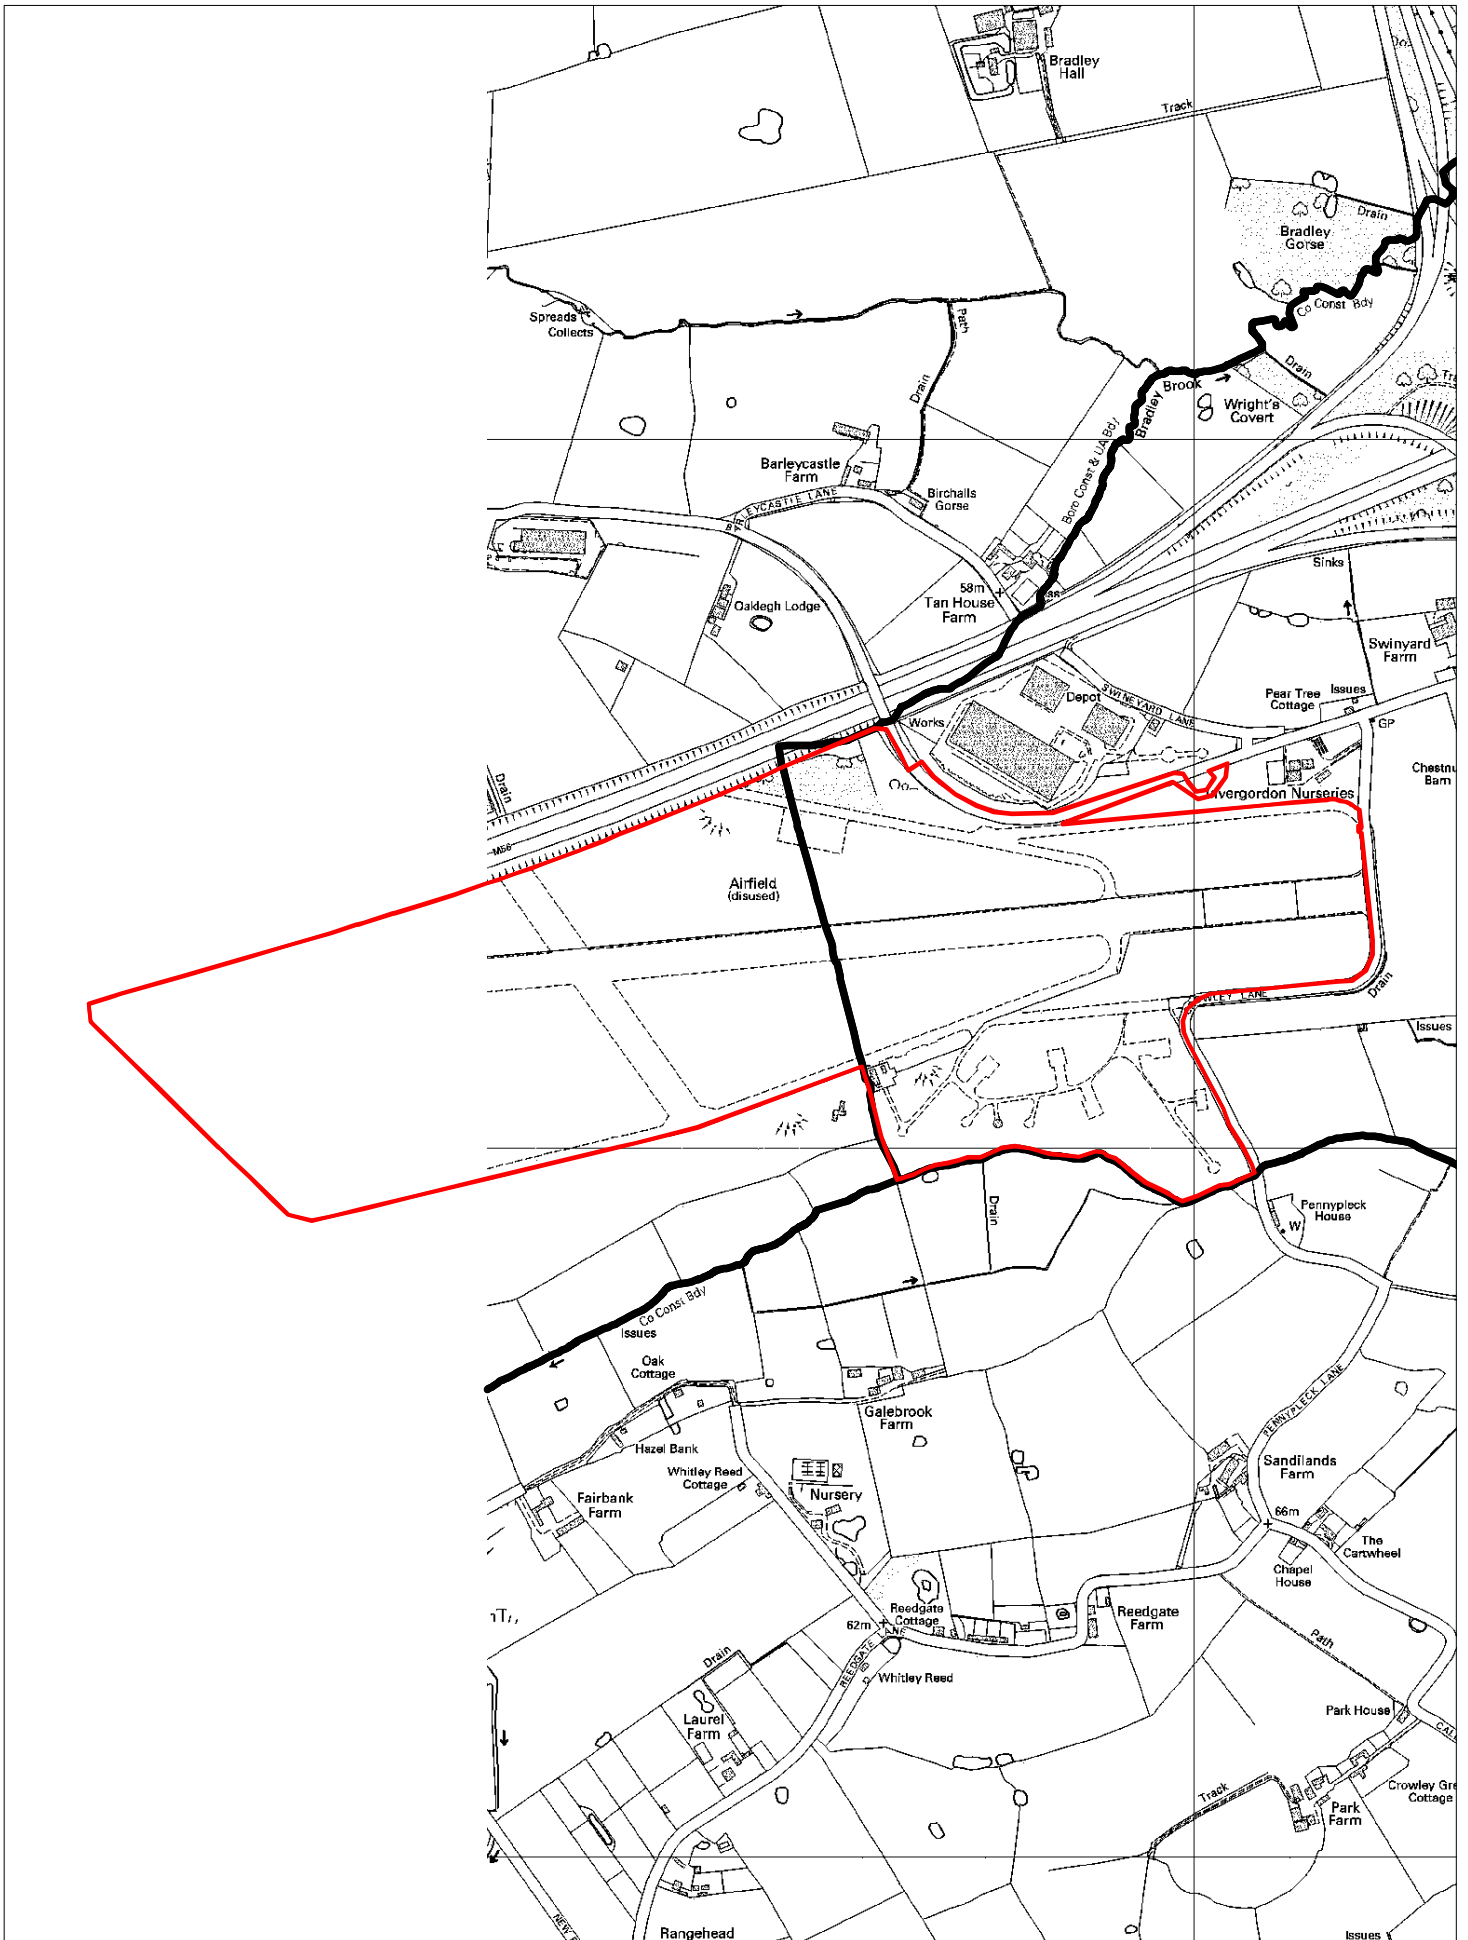 Bradley
Hall
Track
Drain
Bradley
Gorse
Co Const Bdy
Spreads
Collects
Path
Drain
Drain
Bradley Brook
Wright's
Covert
Boro Const & UA Bdy
Barleycastle
Farm
BARLEYCASTLE LANE
Birchalls
Gorse
Sinks
58m
Tan House
Farm
Oaklegh Lodge
Swinyard
Farm
Depot
SWINEYARD LANE
Pear Tree
Cottage
Issues
Works
GP
Drain
Barn
Invergordon Nurseries
M56
Airfield
(disused)
LANE
Drain
Issues
Pennypleck
House
W
Drain
Co Const Bdy
Issues
Oak
Cottage
Galebrook
Farm
PENNYPLECK LANE
Hazel Bank
Whitley Reed
Cottage
Nursery
Sandilands
Farm
Fairbank
Farm
66m
The
Cartwheel
Chapel
House
Reedgate
Cottage
62m
Reedgate
Farm
REEDGATE LANE
Path
Drain
Whitley Reed
Laurel
Farm
Park House
Track
Park
Farm
Crowley
Cottage
NEW
Rangehead
Issues